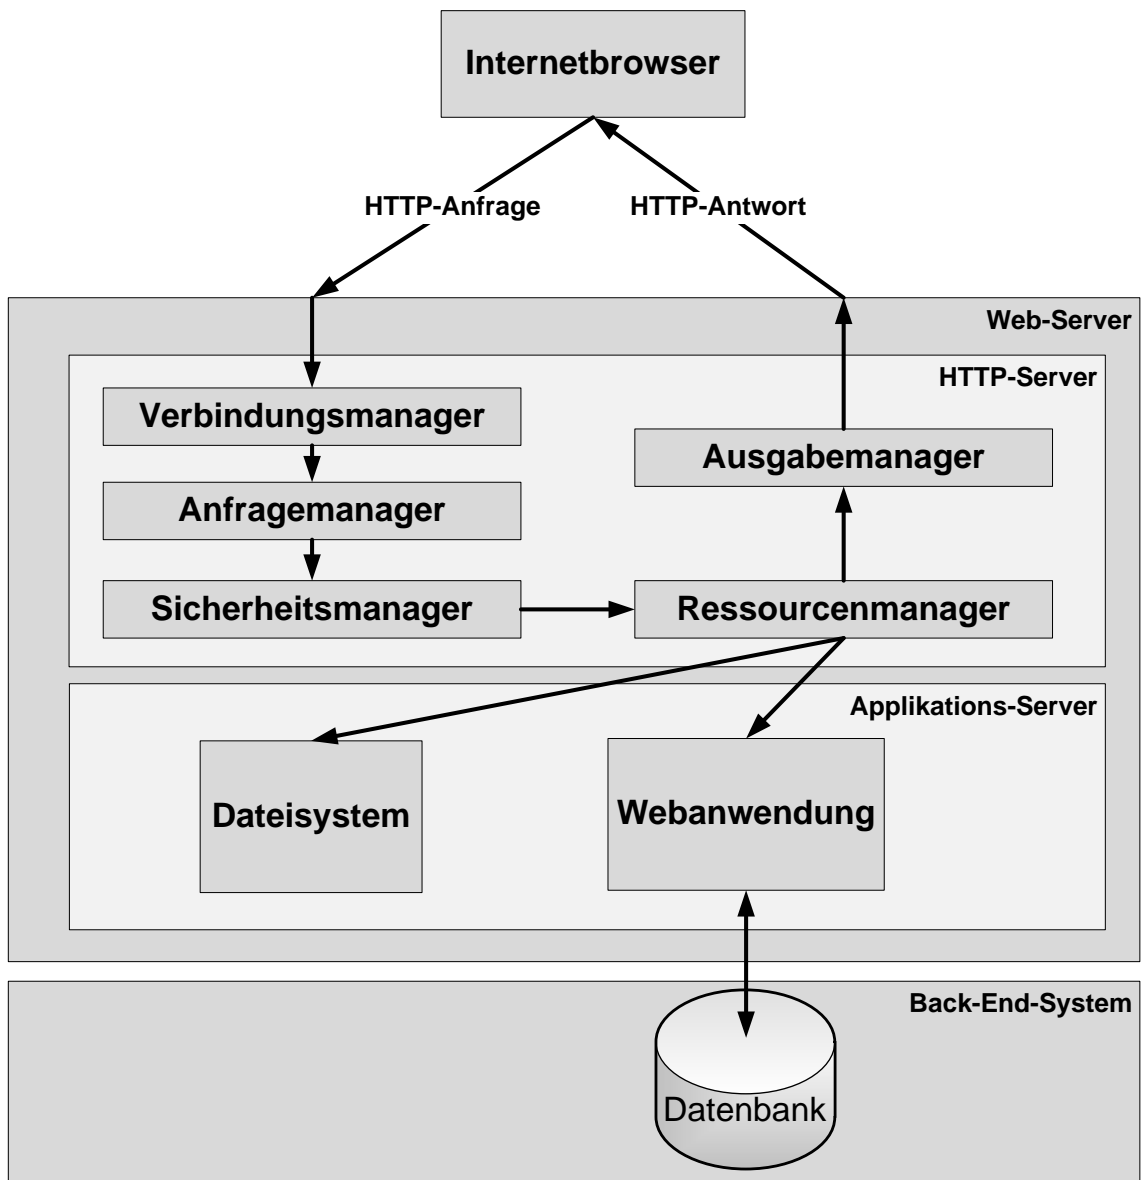 Internetbrowser
HTTP-Anfrage
HTTP-Antwort
Web-Server
HTTP-Server
Verbindungsmanager
Ausgabemanager
Anfragemanager
Sicherheitsmanager
Ressourcenmanager
Applikations-Server
Dateisystem
Webanwendung
Back-End-System
Datenbank